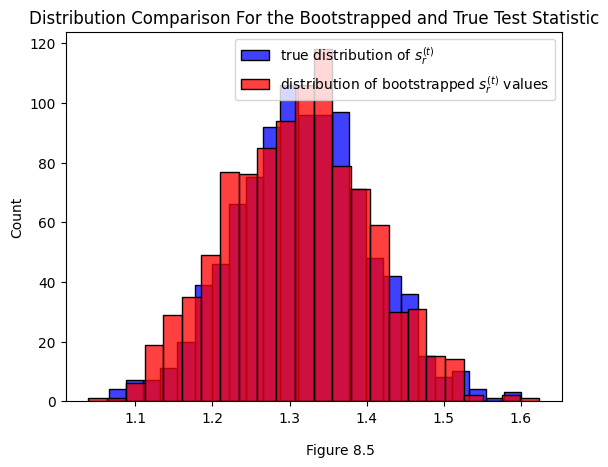 Distribution Comparison For the Bootstrapped and True Test Statistic
120
100
80
60
40
20
0
Count
true distribution of $s_r^{(t)}$
distribution of bootstrapped $s_r^{(t)}$ values
1.1 1.2 1.3 1.4 1.5 1.6
Figure 8.5